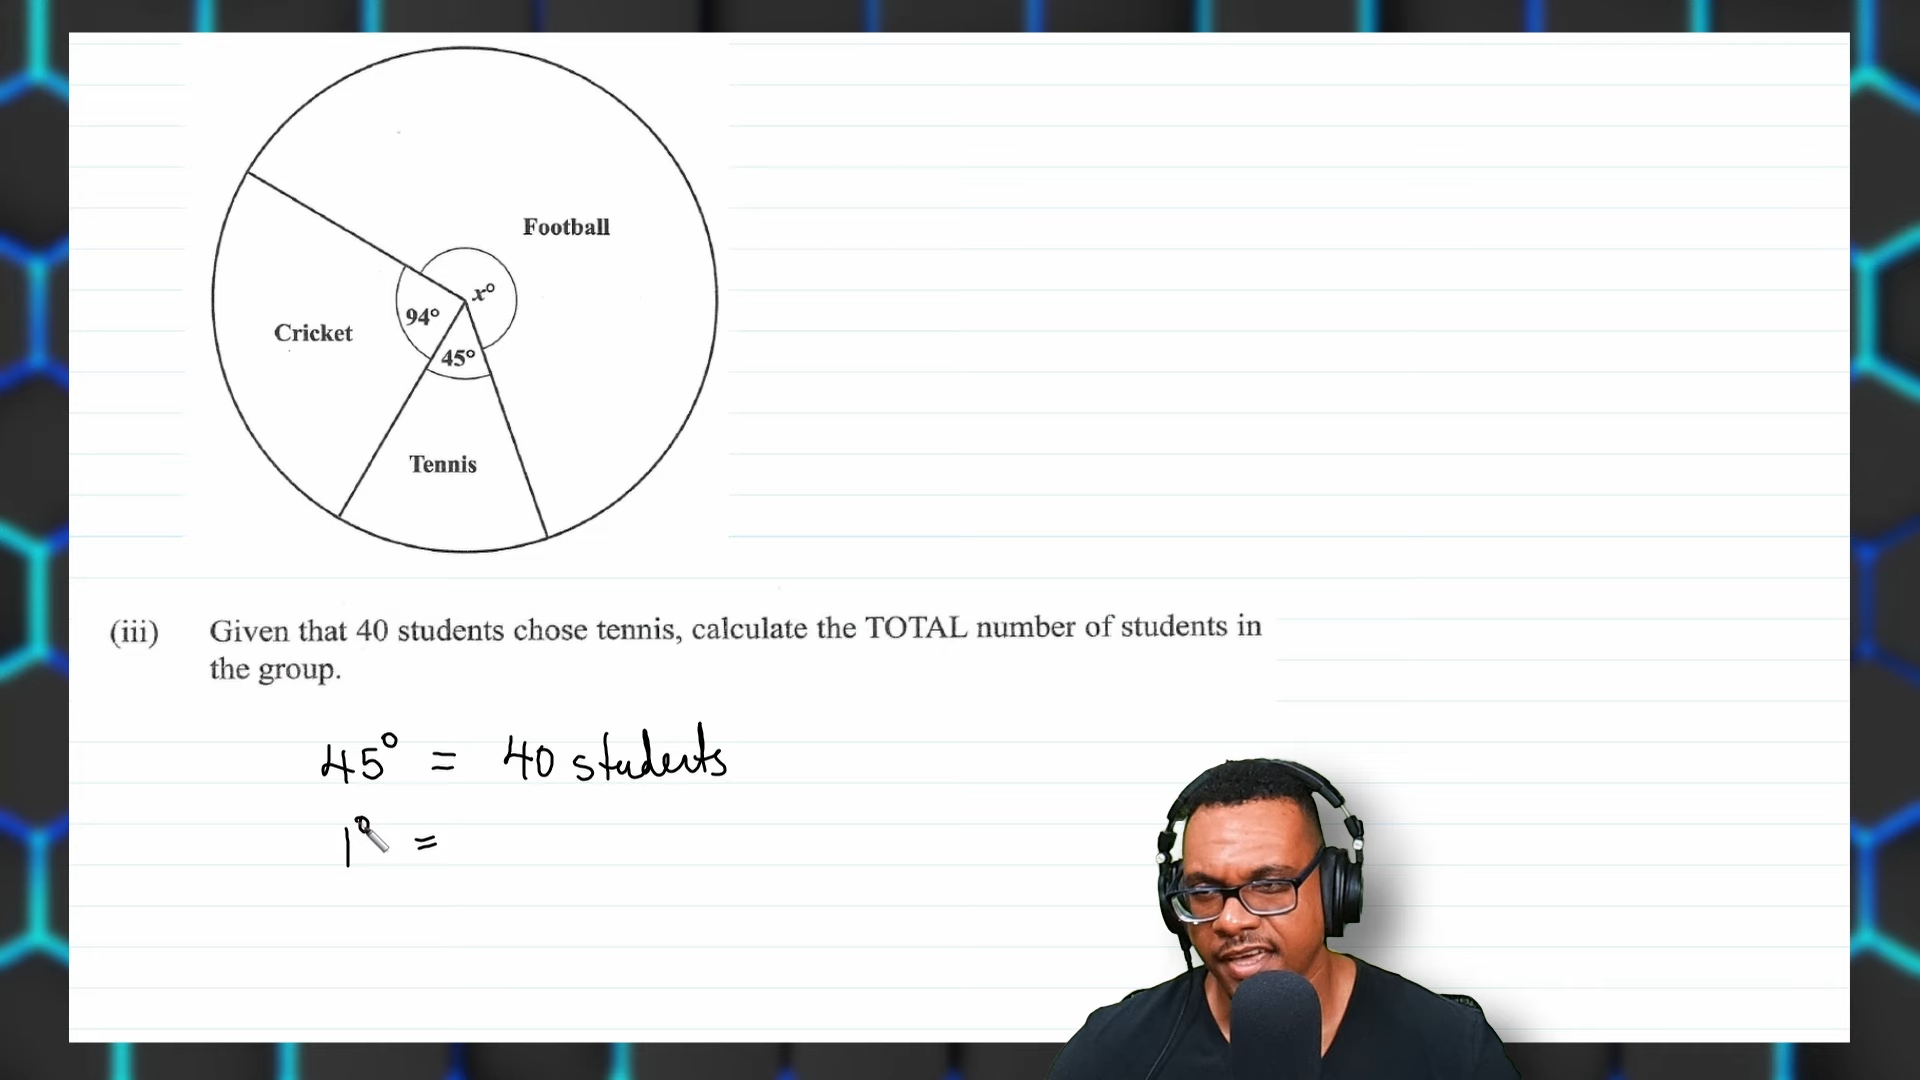 Football
x°
94°
Cricket
45°
Tennis
(iii) Given that 40 students chose tennis, calculate the TOTAL number of students in
the group.
45° = 40 students
1° =